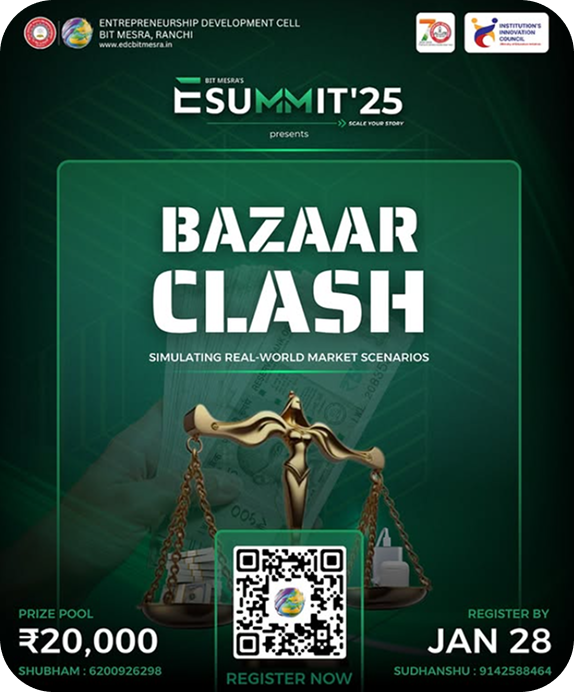 ENTREPRENEURSHIP DEVELOPMENT CELL
BIT MESRA, RANCHI
www.edcbitmesra.in
INSTITUTION'S
INNOVATION
COUNCIL
BIT MESRA'S
ESUMMIT'25
SCALE YOUR STORY
presents
BAZAAR
CLASH
SIMULATING REAL-WORLD MARKET SCENARIOS
PRIZE POOL
₹20,000
SHUBHAM : 6200926298
REGISTER NOW
REGISTER BY
JAN 28
SUDHANSHU : 9142588464